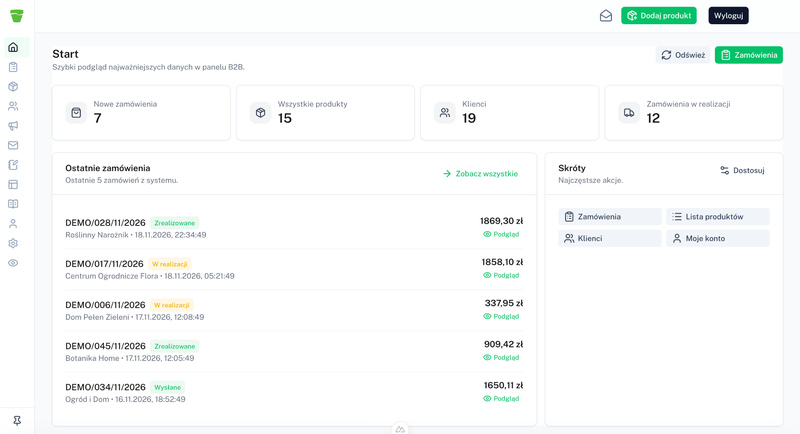 Dodaj produkt
Wyloguj
Start
Szybki podgląd najważniejszych danych w panelu B2B.
Odśwież
Zamówienia
Nowe zamówienia
7
Wszystkie produkty
15
Klienci
19
Zamówienia w realizacji
12
Ostatnie zamówienia
Ostatnie 5 zamówień z systemu.
Zobacz wszystkie
DEMO/028/11/2026 Zrealizowane
Roślinny Narożnik • 18.11.2026, 22:34:49
1869,30 zł
Podgląd
DEMO/017/11/2026 W realizacji
Centrum Ogrodnicze Flora • 18.11.2026, 05:21:49
1858,10 zł
Podgląd
DEMO/006/11/2026 W realizacji
Dom Pełen Zieleni • 17.11.2026, 12:08:49
337,95 zł
Podgląd
DEMO/045/11/2026 Zrealizowane
Botanika Home • 17.11.2026, 12:05:49
909,42 zł
Podgląd
DEMO/034/11/2026 Wysłane
Ogród i Dom • 16.11.2026, 18:52:49
1650,11 zł
Podgląd
Skróty
Najczęstsze akcje.
Dostosuj
Zamówienia
Lista produktów
Klienci
Moje konto